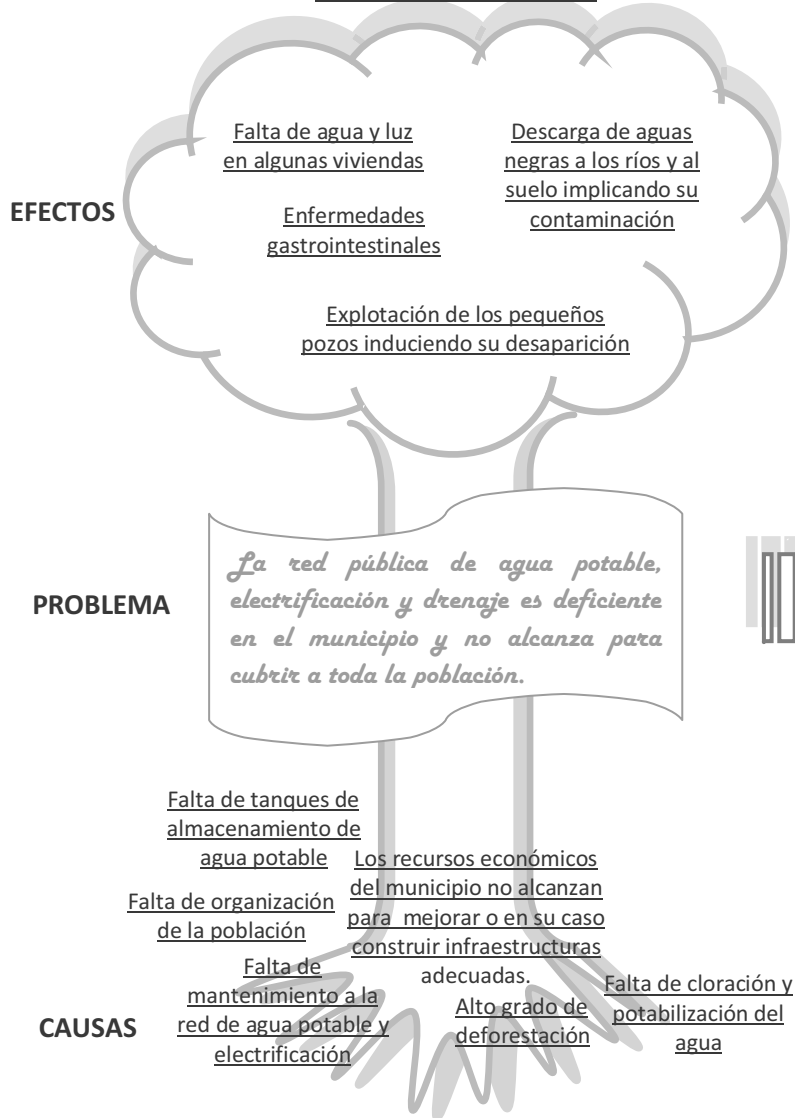 Falta de agua y luz
en algunas viviendas
Descarga de aguas
negras a los ríos y al
suelo implicando su
contaminación
EFECTOS
Enfermedades
gastrointestinales
Explotación de los pequeños
pozos induciendo su desaparición
La red pública de agua potable,
electrificación y drenaje es deficiente
en el municipio y no alcanza para
cubrir a toda la población.
PROBLEMA
Falta de tanques de
almacenamiento de
agua potable
Los recursos económicos
del municipio no alcanzan
para mejorar o en su caso
construir infraestructuras
adecuadas.
Falta de organización
de la población
Falta de
mantenimiento a la
red de agua potable y
electrificación
CAUSAS
Alto grado de
deforestación
Falta de cloración y
potabilización del
agua